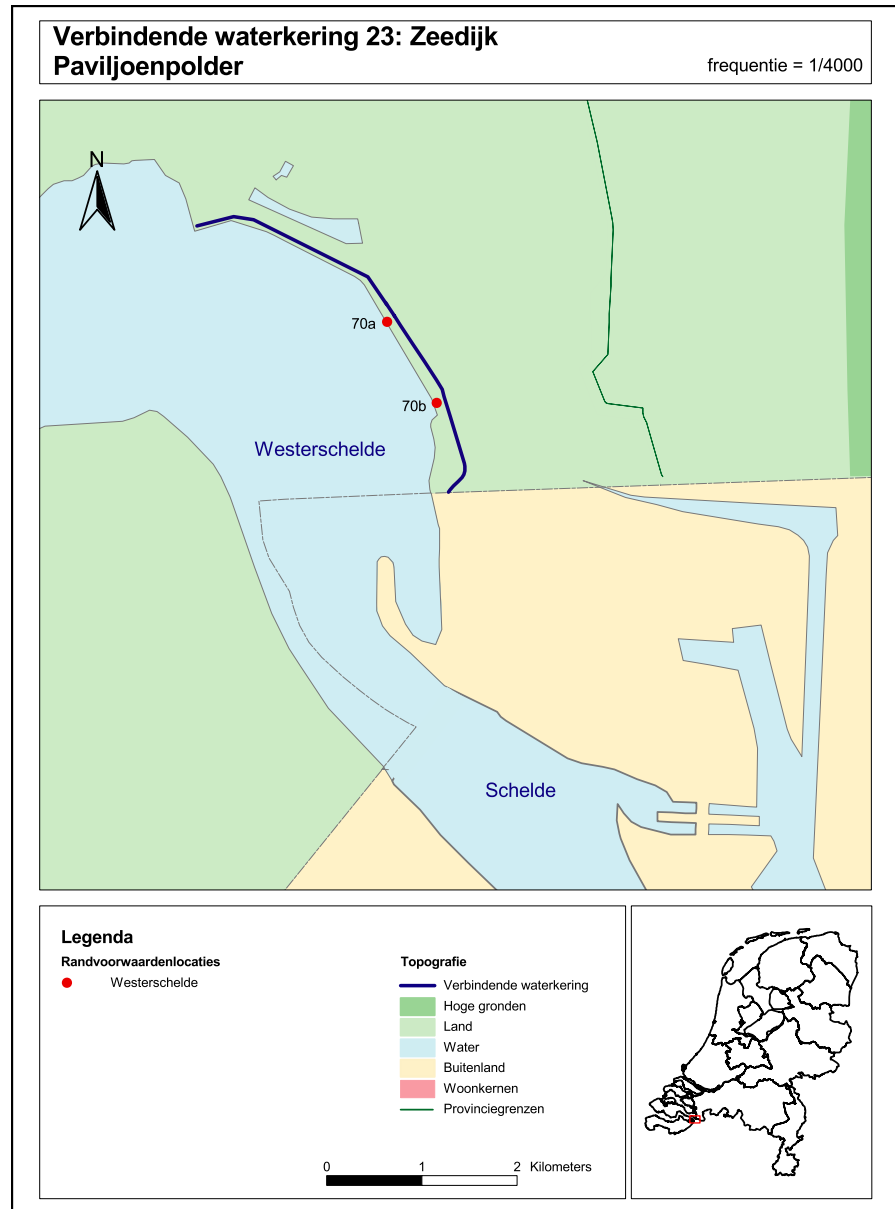 Verbindende waterkering 23: Zeedijk
Paviljoenpolder
frequentie = 1/4000
N
70a
70b
Westerschelde
Schelde
Legenda
Randvoorwaardenlocaties
Westerschelde
Topografie
Verbindende waterkering
Hoge gronden
Land
Water
Buitenland
Woonkernen
Provinciegrenzen
0 1 2 Kilometers